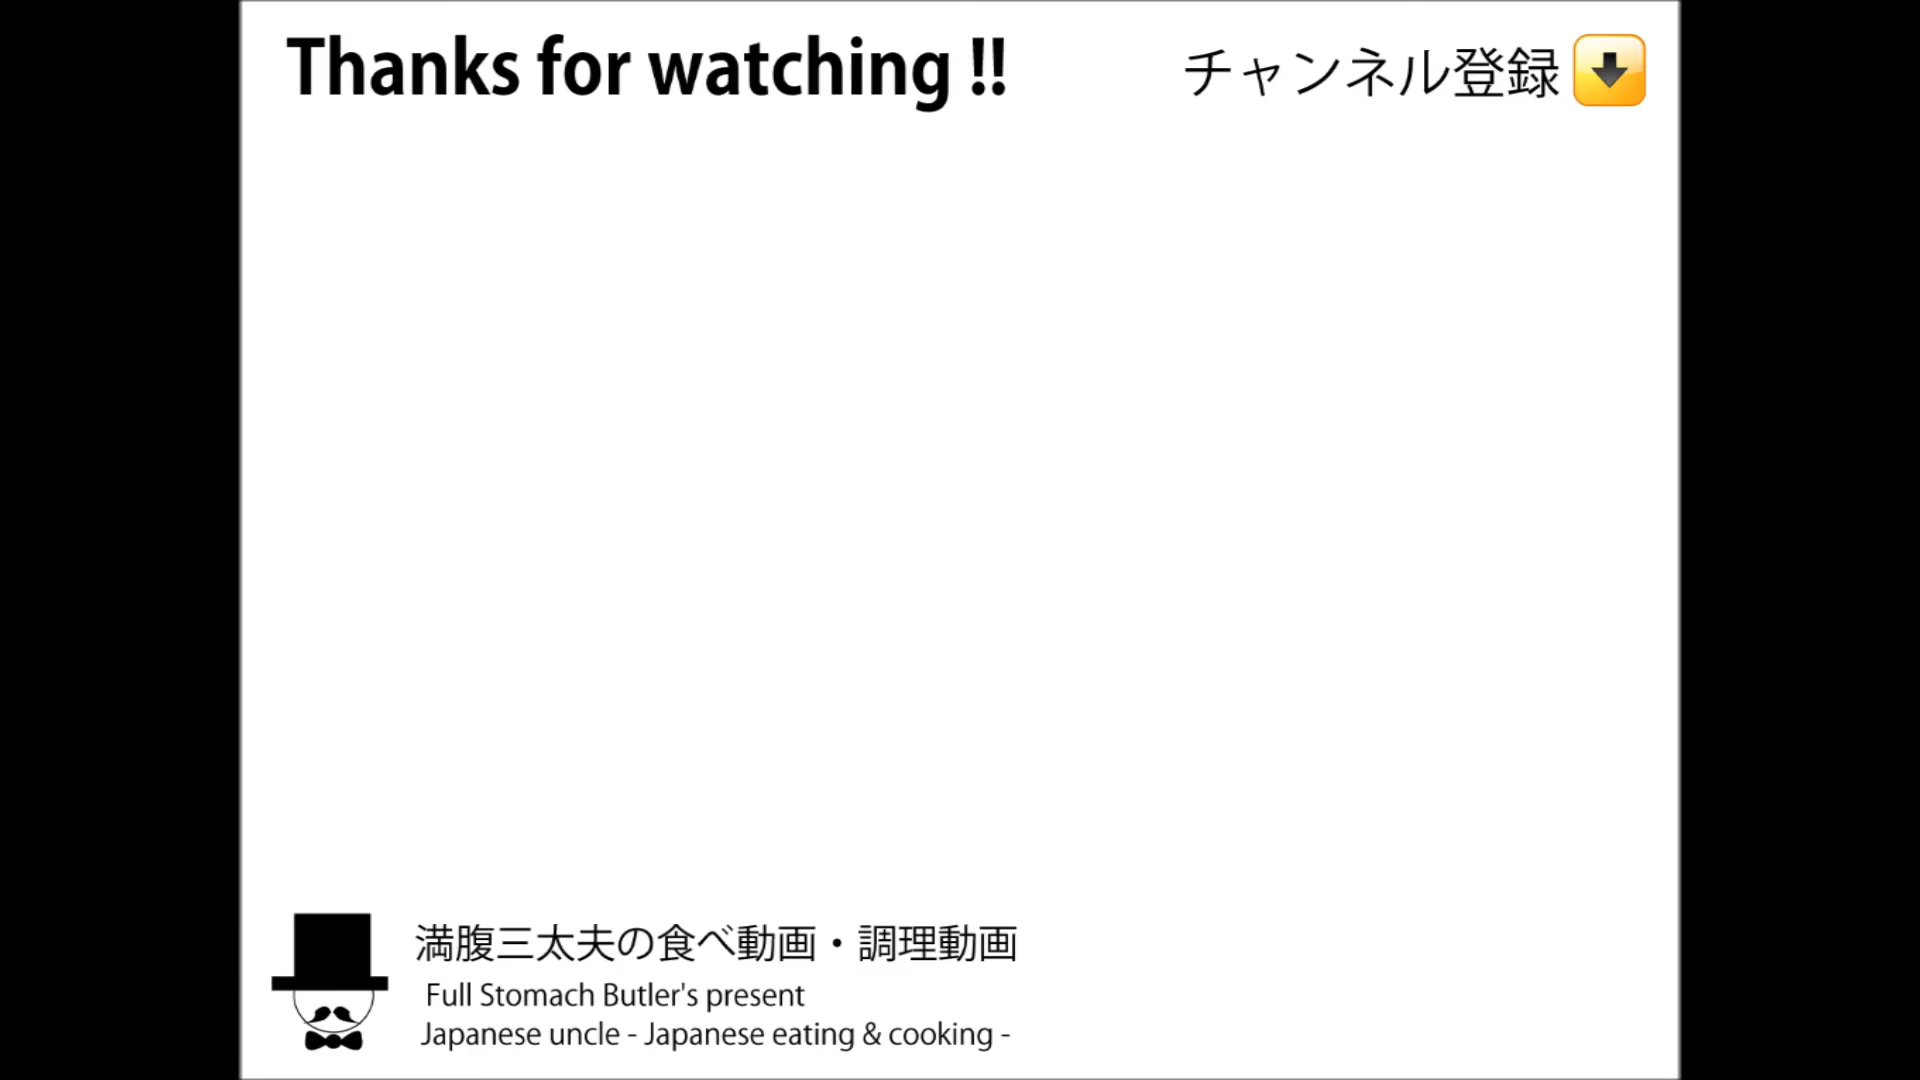 Thanks for watching !!
チャンネル登録
満腹三太夫の食べ動画・調理動画
Full Stomach Butler's present
Japanese uncle - Japanese eating & cooking -